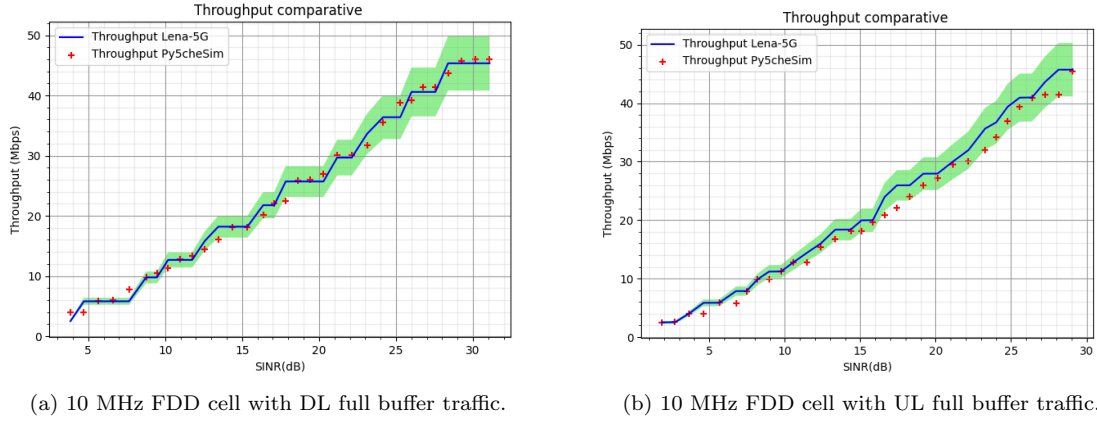 Throughput comparative
Throughput Lena-5G
Throughput Py5cheSim
Throughput (Mbps)
50
40
30
20
10
0
5
10
15
20
25
30
SINR(dB)
(a) 10 MHz FDD cell with DL full buffer traffic.
Throughput comparative
Throughput Lena-5G
Throughput Py5cheSim
Throughput (Mbps)
50
40
30
20
10
0
5
10
15
20
25
30
SINR(dB)
(b) 10 MHz FDD cell with UL full buffer traffic.